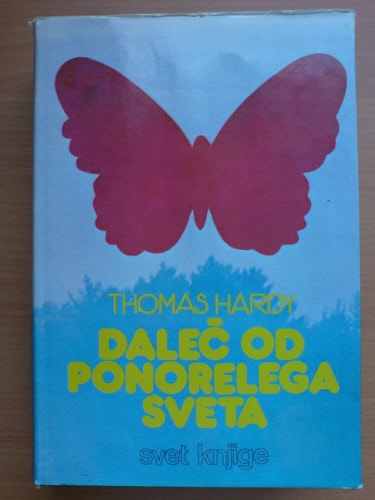 THOMAS HARDY
DALEČ OD
PONORELEGA
SVETA
svet knjige